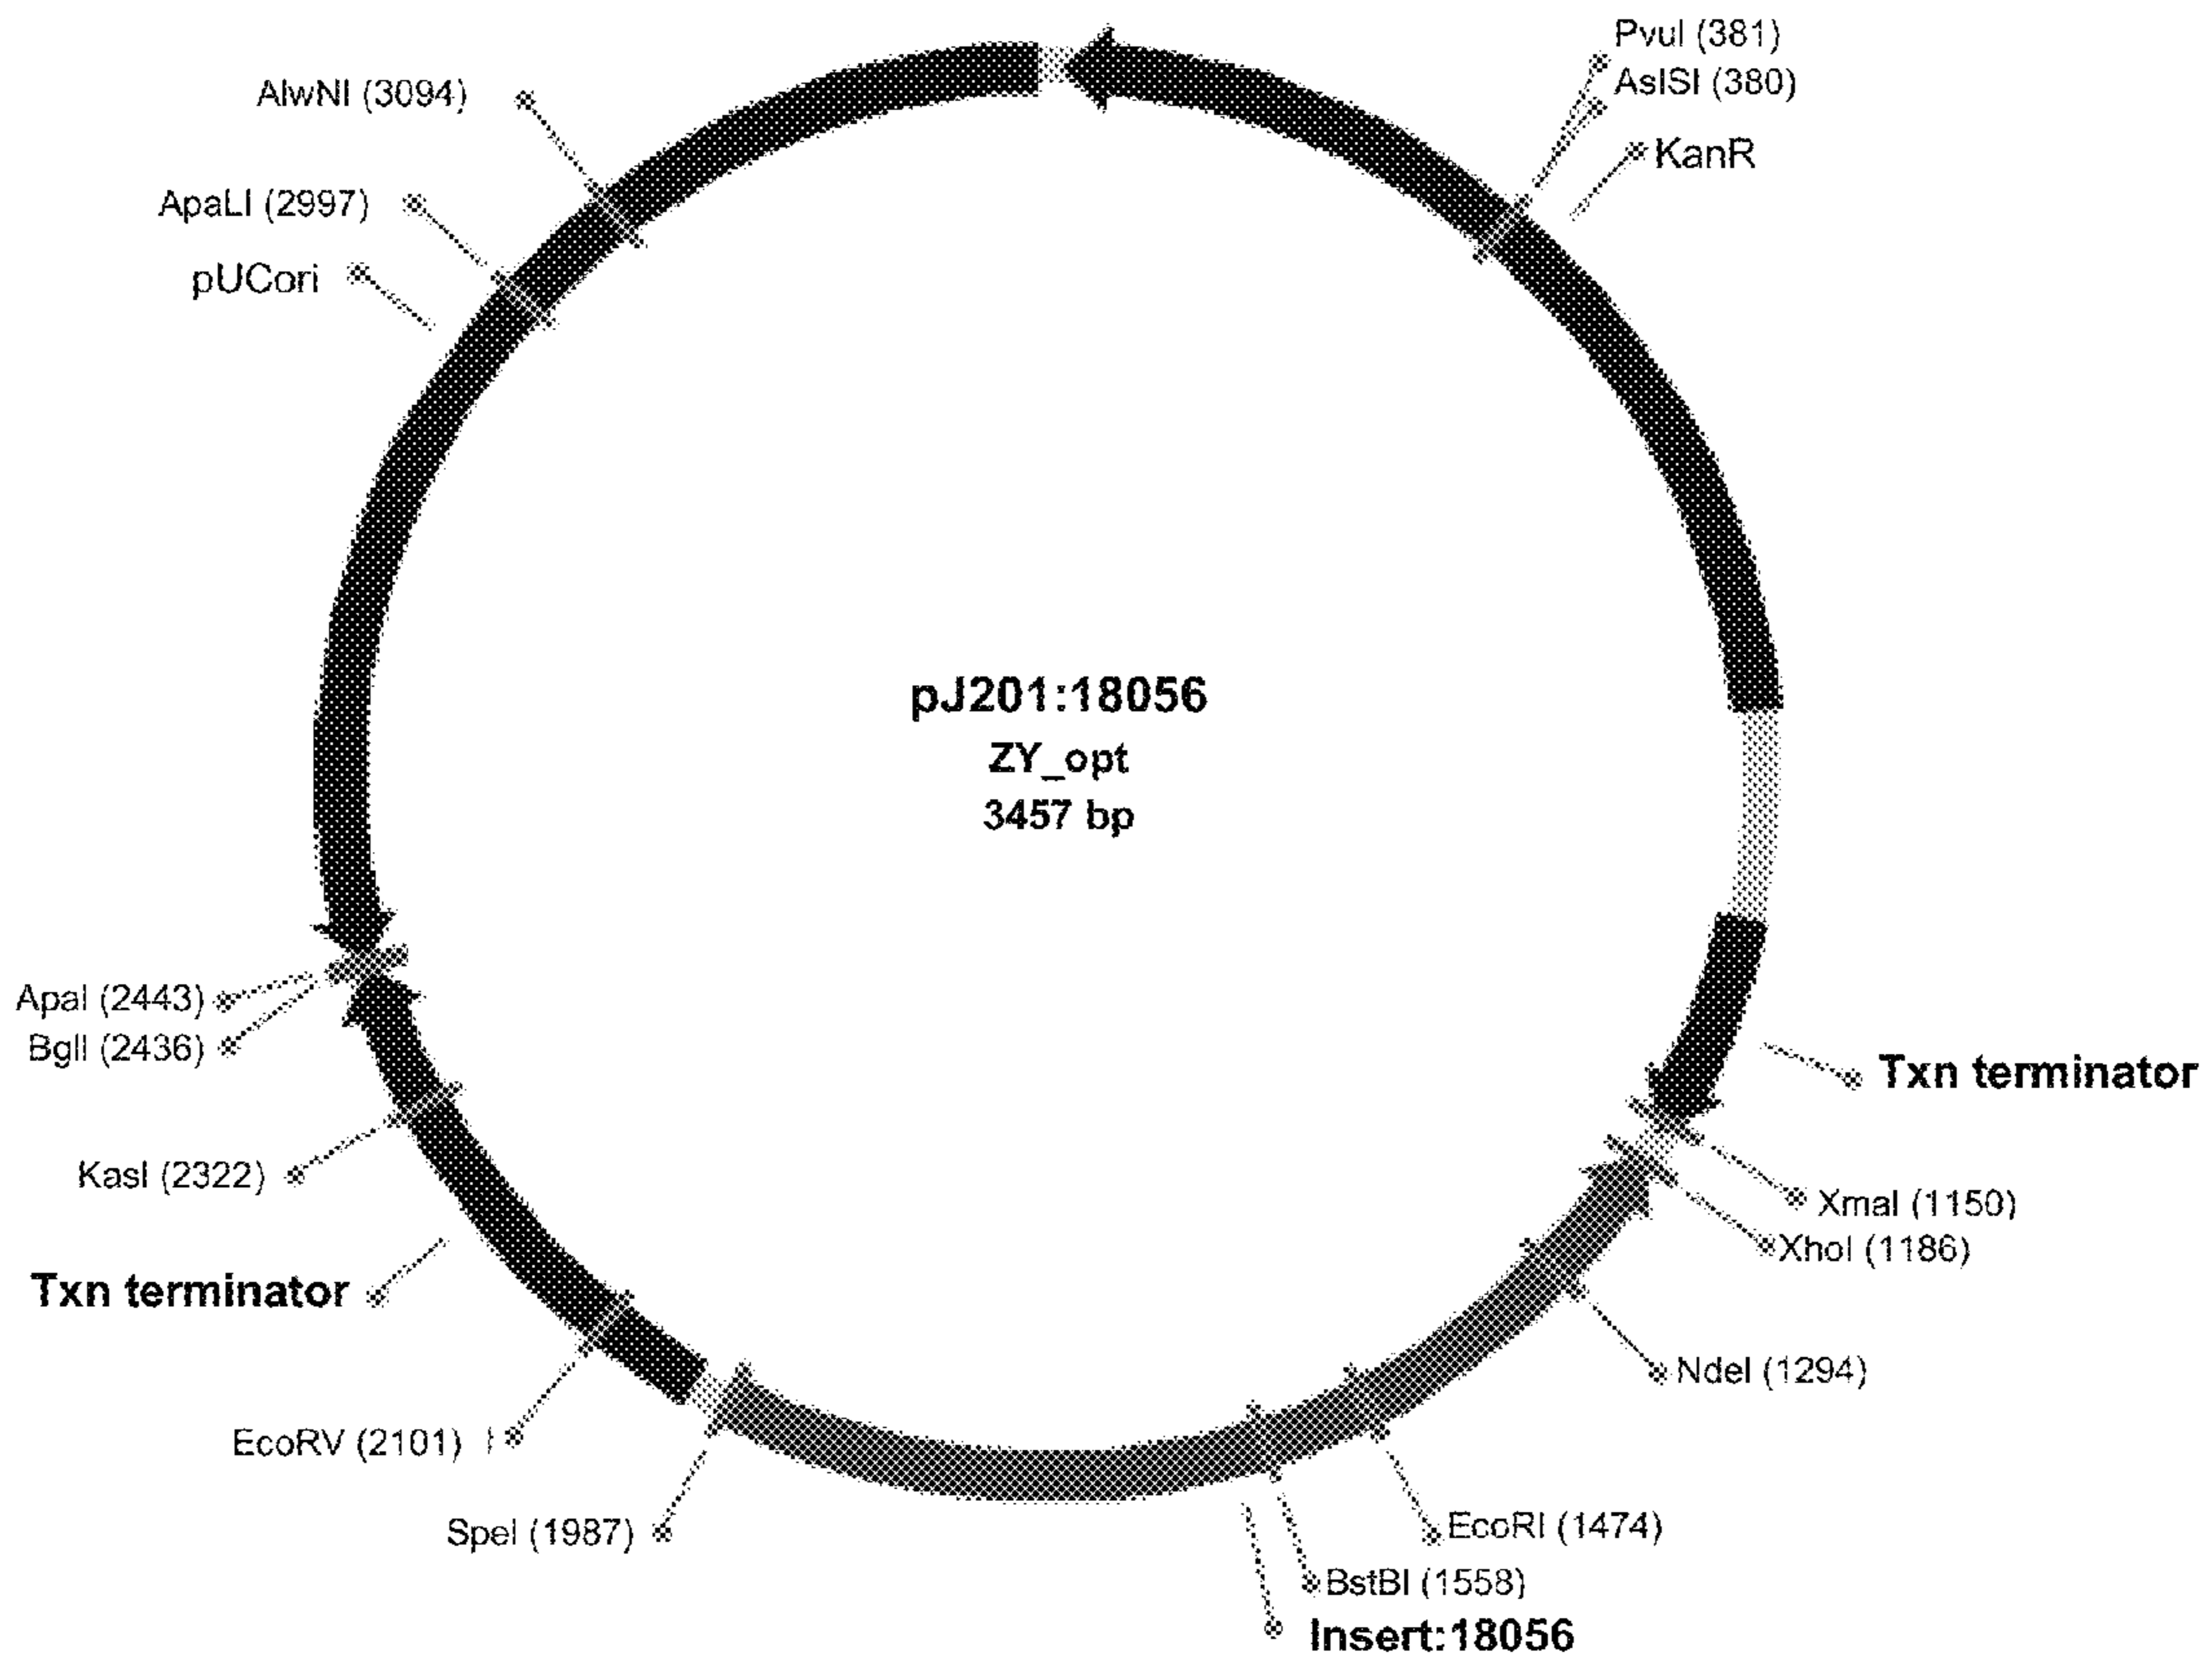 PvuI (381)
AsISI (380)
KanR
AlwNI (3094)
ApaLI (2997)
pUCori
pJ201:18056
ZY_opt
3457 bp
ApaI (2443)
BglI (2436)
Txn terminator
KasI (2322)
XmaI (1150)
XhoI (1186)
Txn terminator
NdeI (1294)
EcoRV (2101)
SpeI (1987)
EcoRI (1474)
BstBI (1558)
Insert:18056